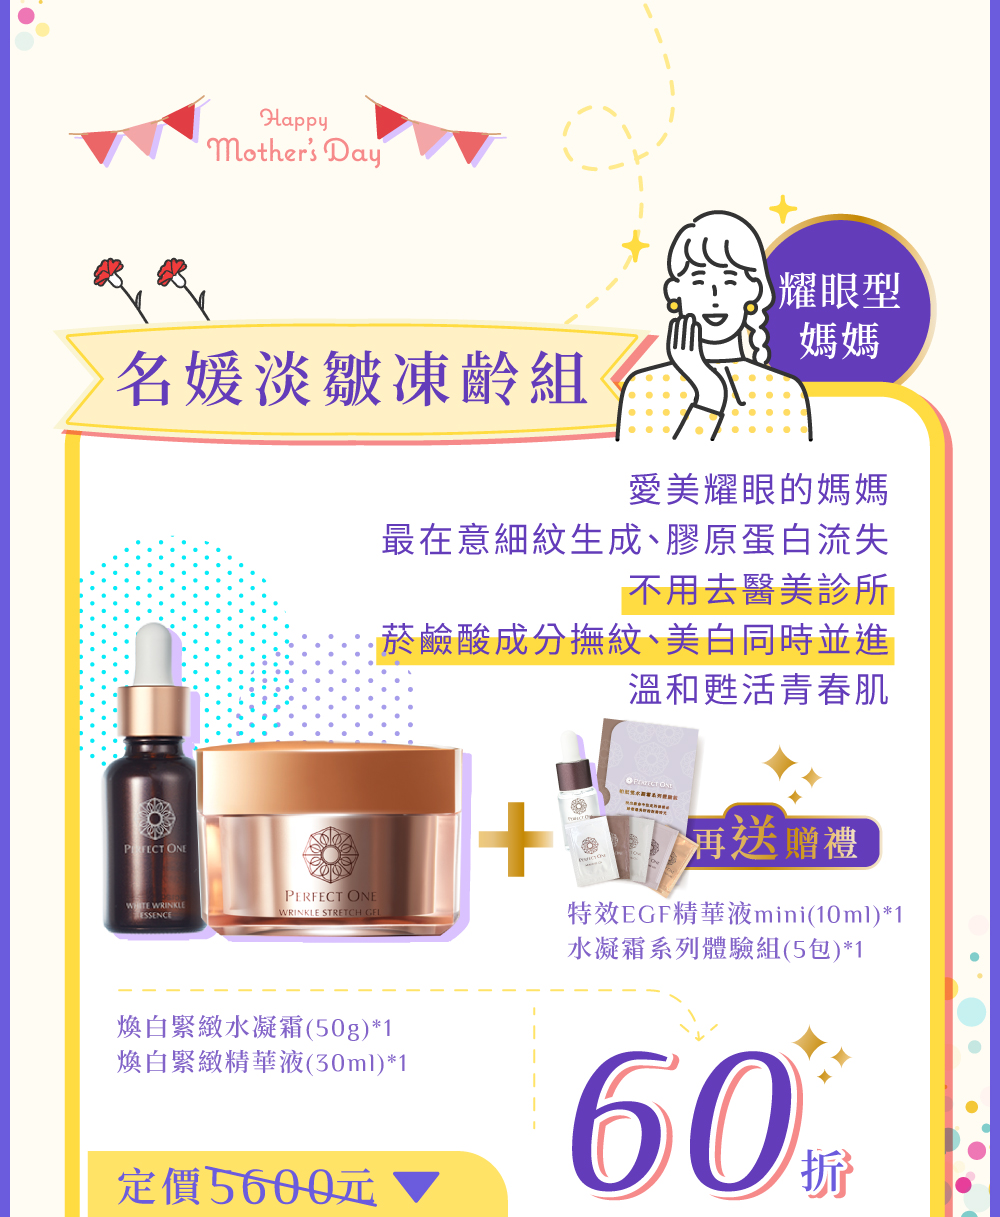 Happy
Mother's Day
耀眼型
媽媽
名媛淡皺凍齡組
愛美耀眼的媽媽
最在意細紋生成、膠原蛋白流失
不用去醫美診所
菸鹼酸成分撫紋、美白同時並進
溫和甦活青春肌
PERFECT ONE
WHITE WRINKLE
ESSENCE
PERFECT ONE
WRINKLE STRETCH GEL
PERFECT ONE
再送贈禮
特效EGF精華液mini(10ml)*1
水凝霜系列體驗組(5包)*1
煥白緊緻水凝霜(50g)*1
煥白緊緻精華液(30ml)*1
60折
定價5600元